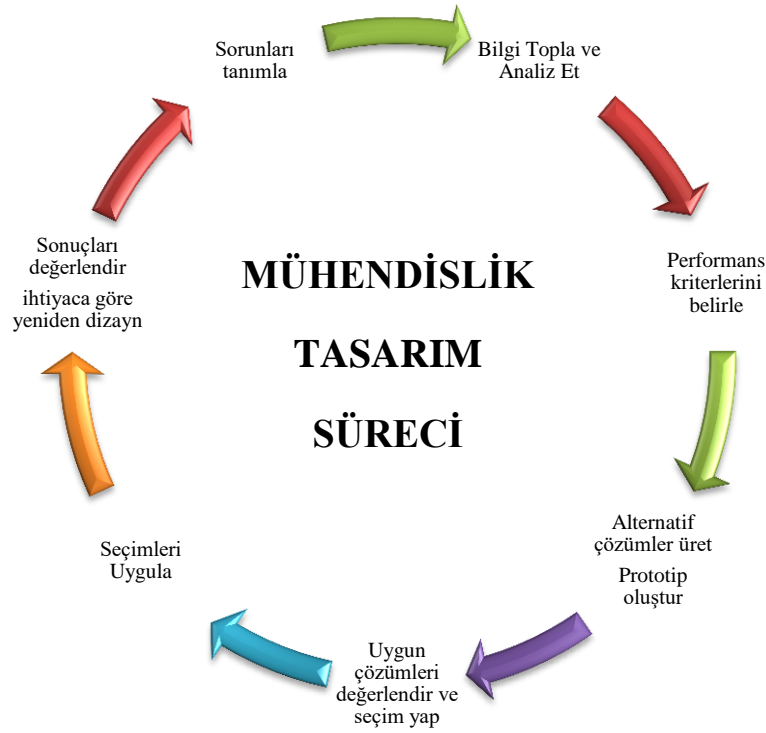 Sorunları
tanımla
Bilgi Topla ve
Analiz Et
Performans
kriterlerini
belirle
Alternatif
çözümler üret
Prototip
oluştur
Uygun
çözümleri
değerlendir ve
seçim yap
Seçimleri
Uygula
Sonuçları
değerlendir
ihtiyaca göre
yeniden dizayn
MÜHENDİSLİK
TASARIM
SÜRECİ